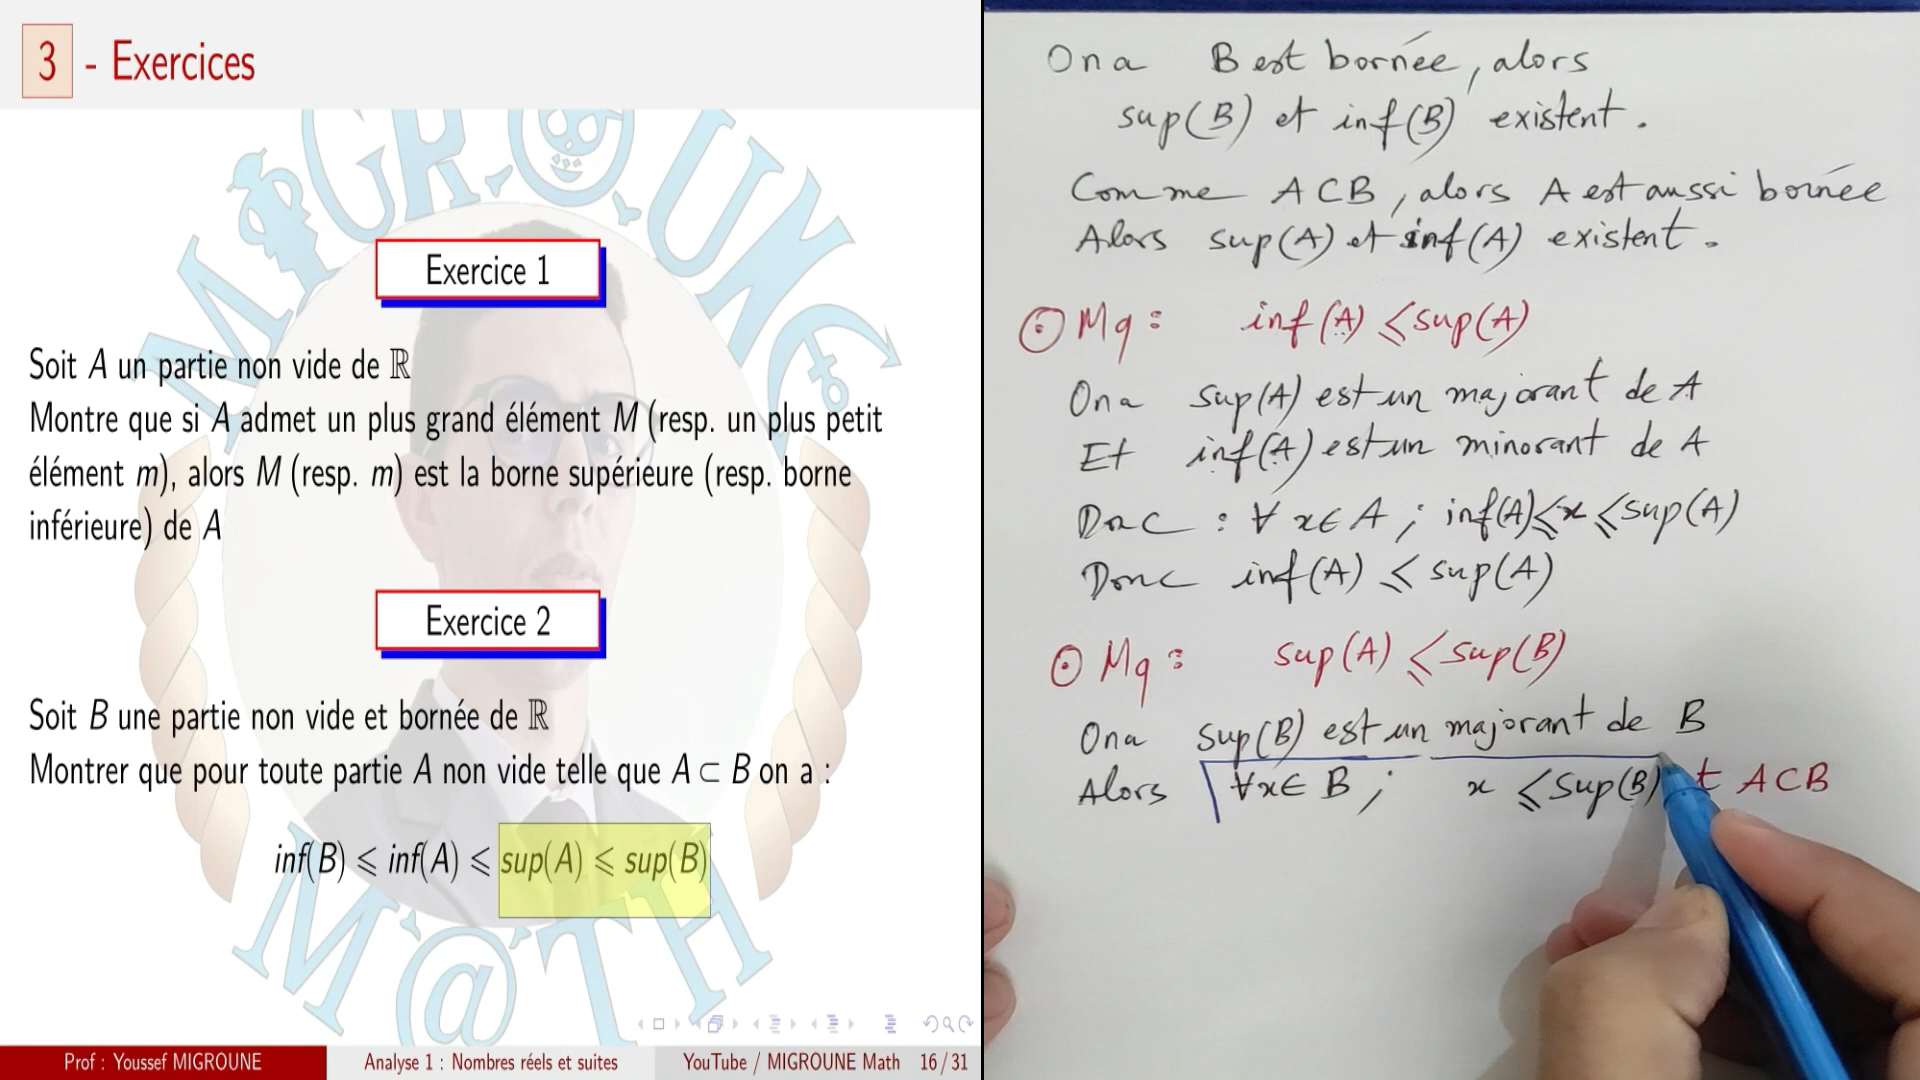 3 - Exercices
MIGROUNE
M@TH
Exercice 1
Soit A un partie non vide de ℝ
Montre que si A admet un plus grand élément M (resp. un plus petit
élément m), alors M (resp. m) est la borne supérieure (resp. borne
inférieure) de A
Exercice 2
Soit B une partie non vide et bornée de ℝ
Montrer que pour toute partie A non vide telle que A ⊂ B on a :
inf(B) ⩽ inf(A) ⩽ sup(A) ⩽ sup(B)
Prof : Youssef MIGROUNE
Analyse 1 : Nombres réels et suites
YouTube / MIGROUNE Math 16/31
On a B est bornée, alors
sup(B) et inf(B) existent.
Comme A⊂B, alors A est aussi bornée
Alors sup(A) et inf(A) existent.
⊙ Mq : inf(A) ⩽ sup(A)
On a sup(A) est un majorant de A
Et inf(A) est un minorant de A
Donc : ∀ x∈A ; inf(A) ⩽ x ⩽ sup(A)
Donc inf(A) ⩽ sup(A)
⊙ Mq : sup(A) ⩽ sup(B)
On a sup(B) est un majorant de B
Alors ∀x∈B ; x ⩽ Sup(B) t A⊂B